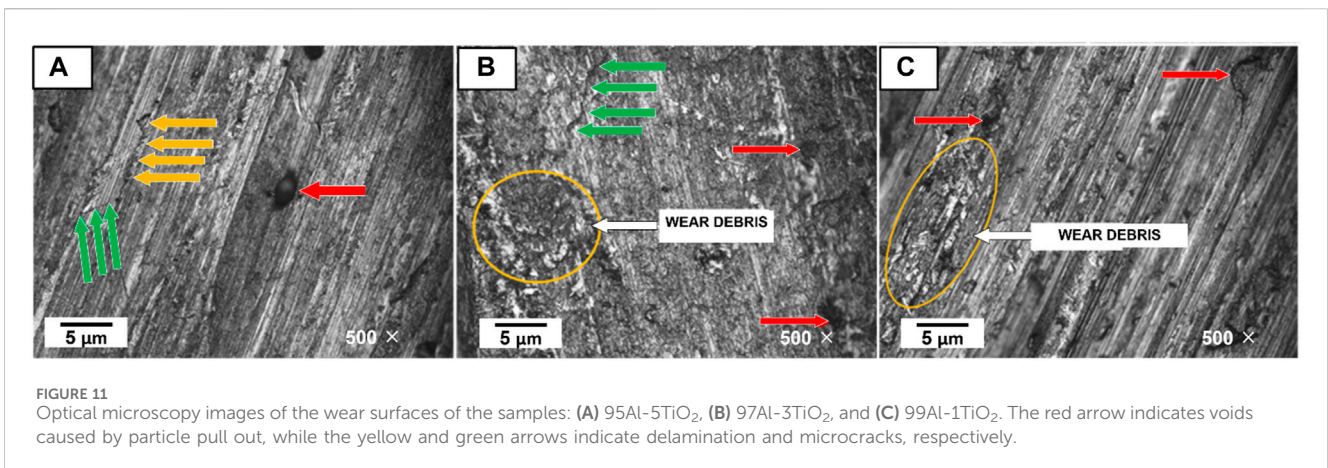 A
B
C
WEAR DEBRIS
WEAR DEBRIS
5 µm
500 ×
5 µm
500 ×
5 µm
500 ×
FIGURE 11
Optical microscopy images of the wear surfaces of the samples: (A) 95Al-5TiO₂, (B) 97Al-3TiO₂, and (C) 99Al-1TiO₂. The red arrow indicates voids
caused by particle pull out, while the yellow and green arrows indicate delamination and microcracks, respectively.